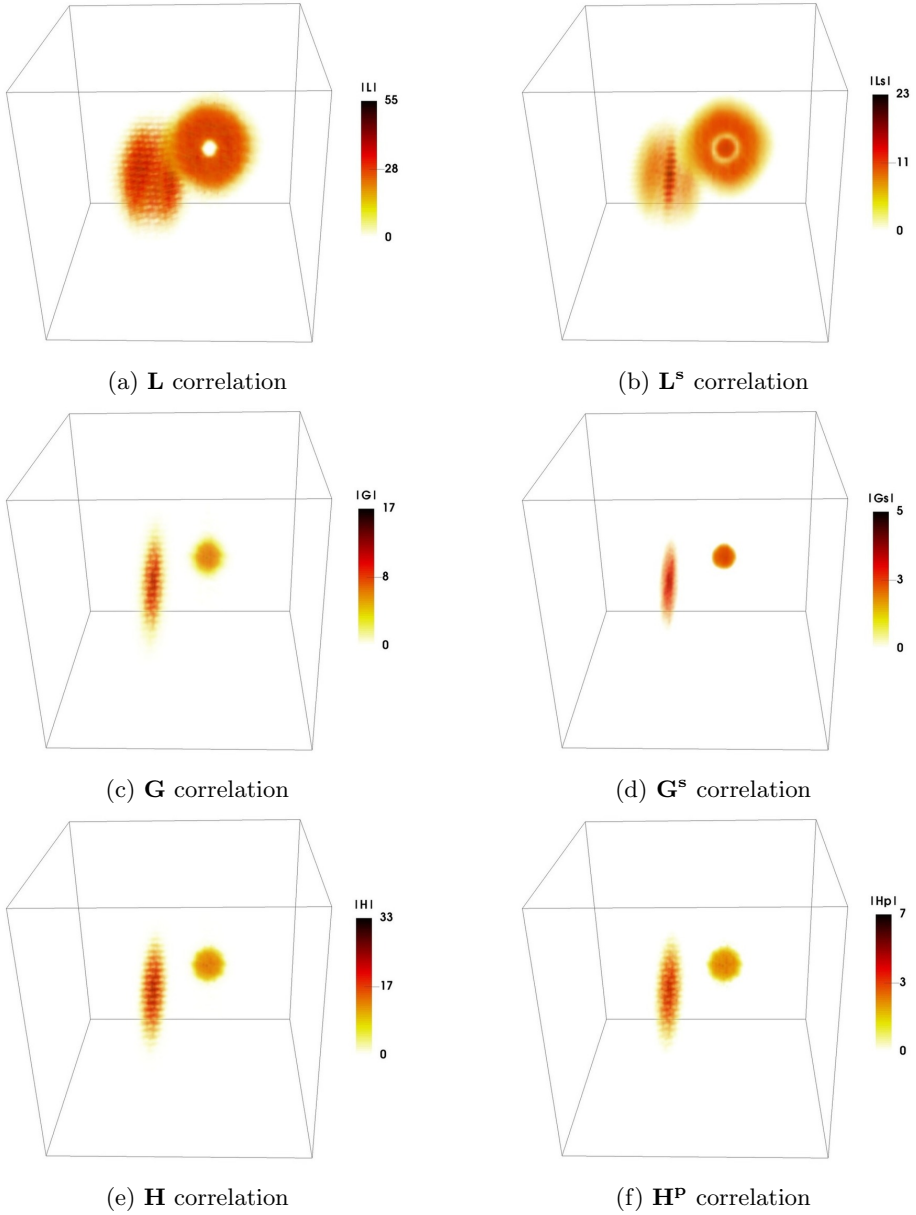 |L|
55
28
0
|Ls|
23
11
0
(a) L correlation
(b) Lˢ correlation
|G|
17
8
0
|Gs|
5
3
0
(c) G correlation
(d) Gˢ correlation
|H|
33
17
0
|Hp|
7
3
0
(e) H correlation
(f) Hᵖ correlation